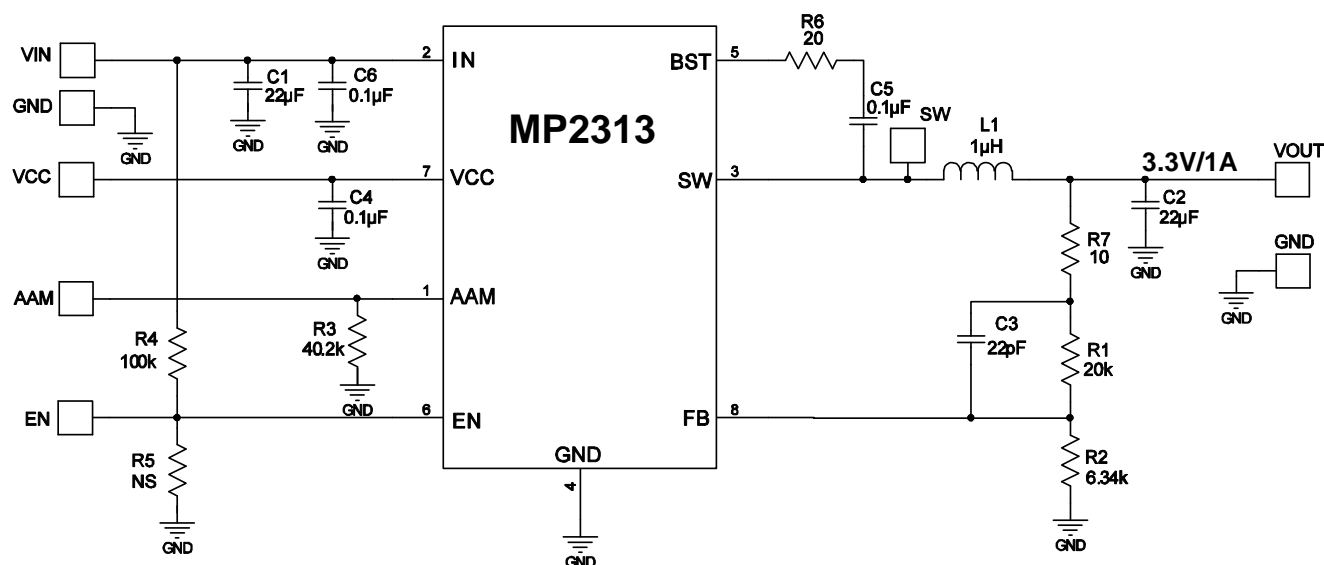 VIN
GND
GND
VCC
AAM
EN
R4
100k
R5
NS
GND
C1
22µF
GND
C6
0.1µF
GND
C4
0.1µF
GND
R3
40.2k
GND
2
7
1
6
IN
VCC
AAM
EN
MP2313
BST
SW
FB
GND
4
GND
5
3
8
R6
20
C5
0.1µF
SW
L1
1µH
3.3V/1A
VOUT
C2
22µF
GND
GND
GND
R7
10
C3
22pF
R1
20k
R2
6.34k
GND